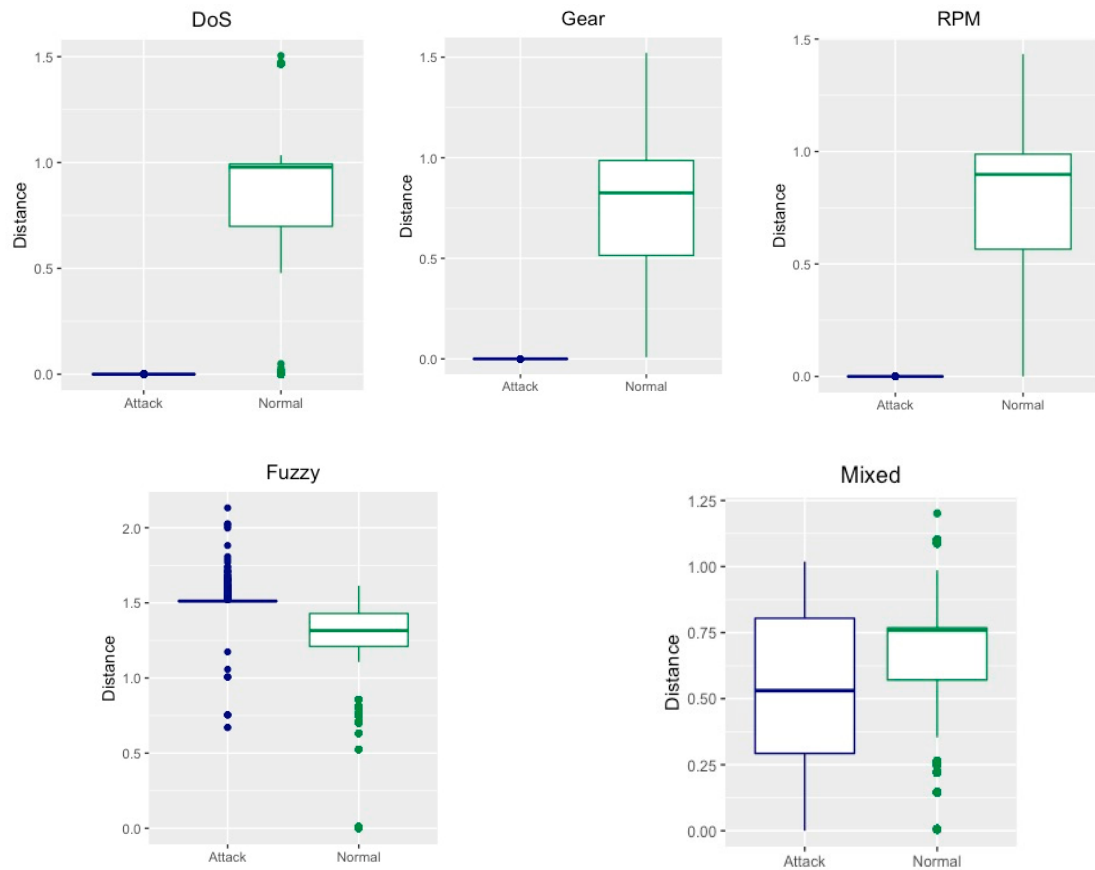 DoS
1.5
1.0
0.5
0.0
Distance
Attack
Normal
Gear
1.5
1.0
0.5
0.0
Distance
Attack
Normal
RPM
1.5
1.0
0.5
0.0
Distance
Attack
Normal
Fuzzy
2.0
1.5
1.0
0.5
0.0
Distance
Attack
Normal
Mixed
1.25
1.00
0.75
0.50
0.25
0.00
Distance
Attack
Normal